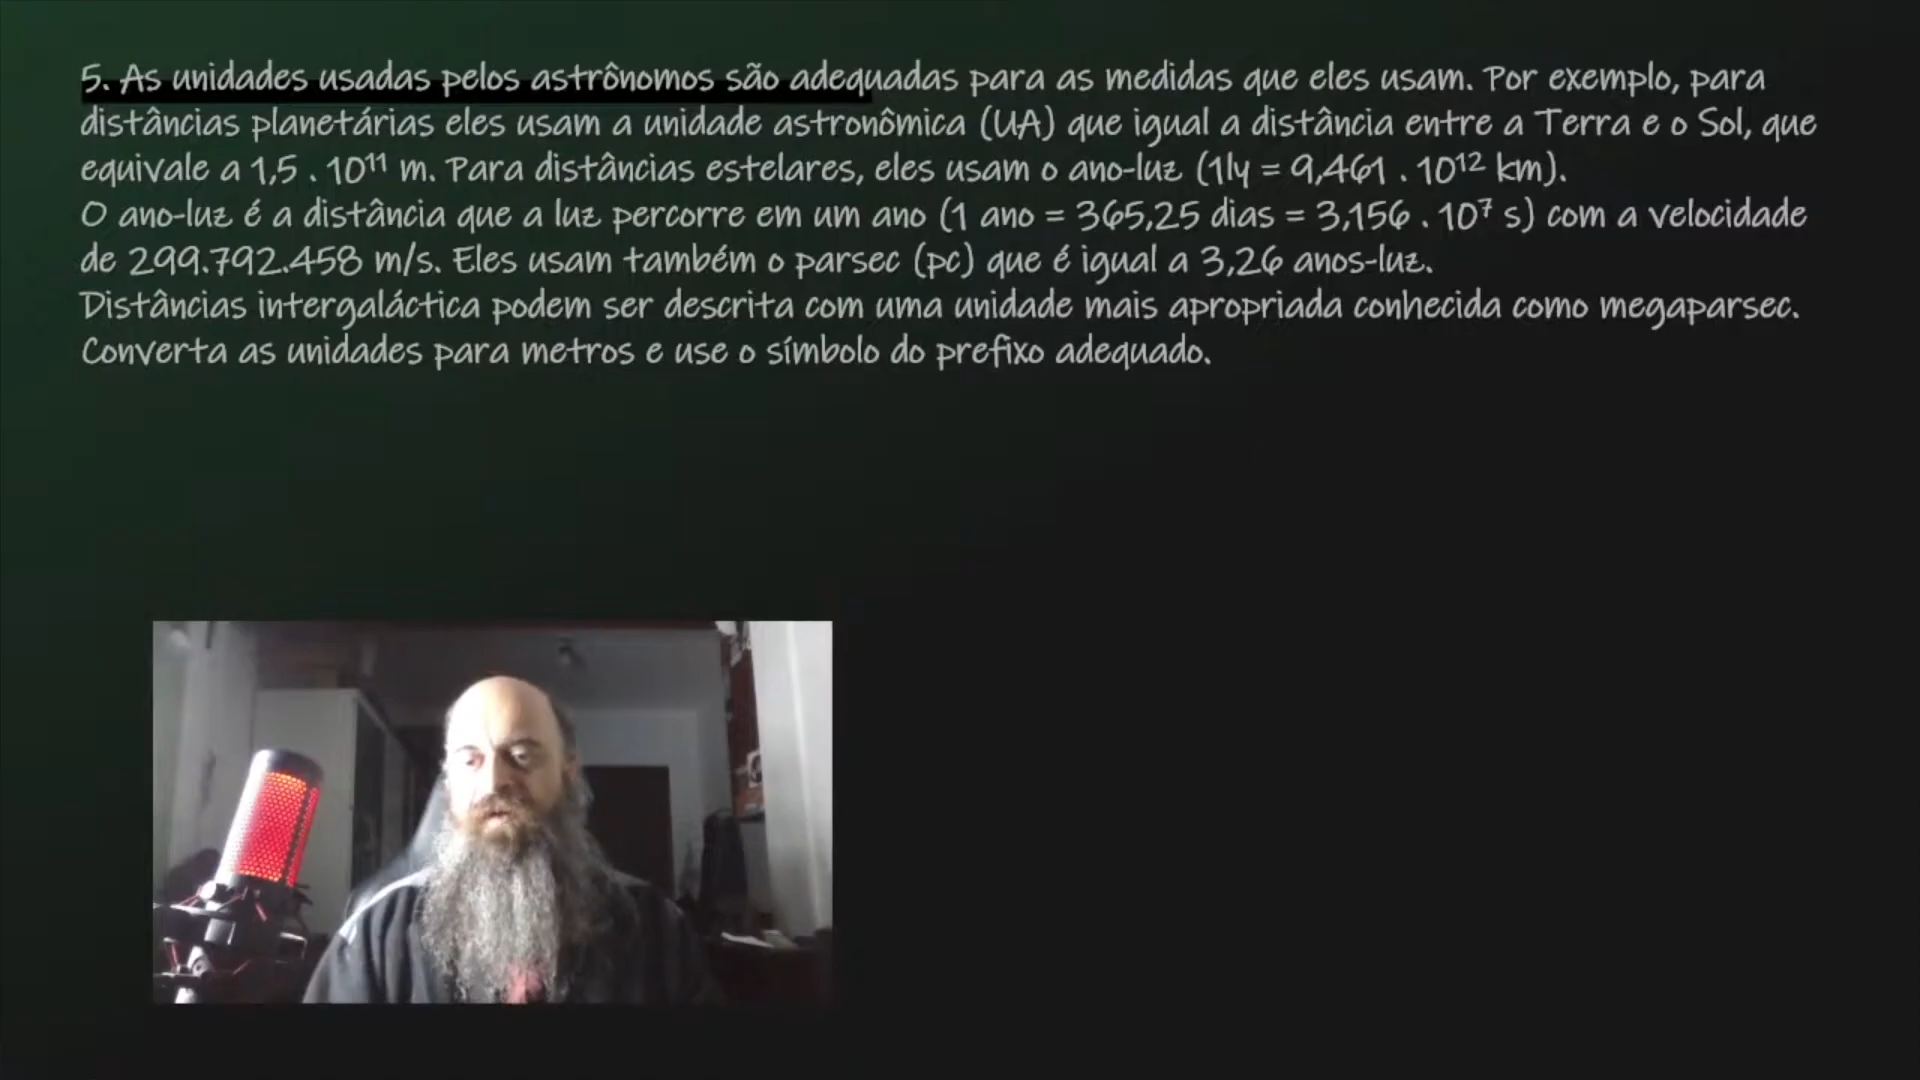 5. As unidades usadas pelos astrônomos são adequadas para as medidas que eles usam. Por exemplo, para
distâncias planetárias eles usam a unidade astronômica (UA) que igual a distância entre a Terra e o Sol, que
equivale a 1,5 . 10¹¹ m. Para distâncias estelares, eles usam o ano-luz (1ly = 9,461 . 10¹² km).
O ano-luz é a distância que a luz percorre em um ano (1 ano = 365,25 dias = 3,156 . 10⁷ s) com a velocidade
de 299.792.458 m/s. Eles usam também o parsec (pc) que é igual a 3,26 anos-luz.
Distâncias intergaláctica podem ser descrita com uma unidade mais apropriada conhecida como megaparsec.
Converta as unidades para metros e use o símbolo do prefixo adequado.